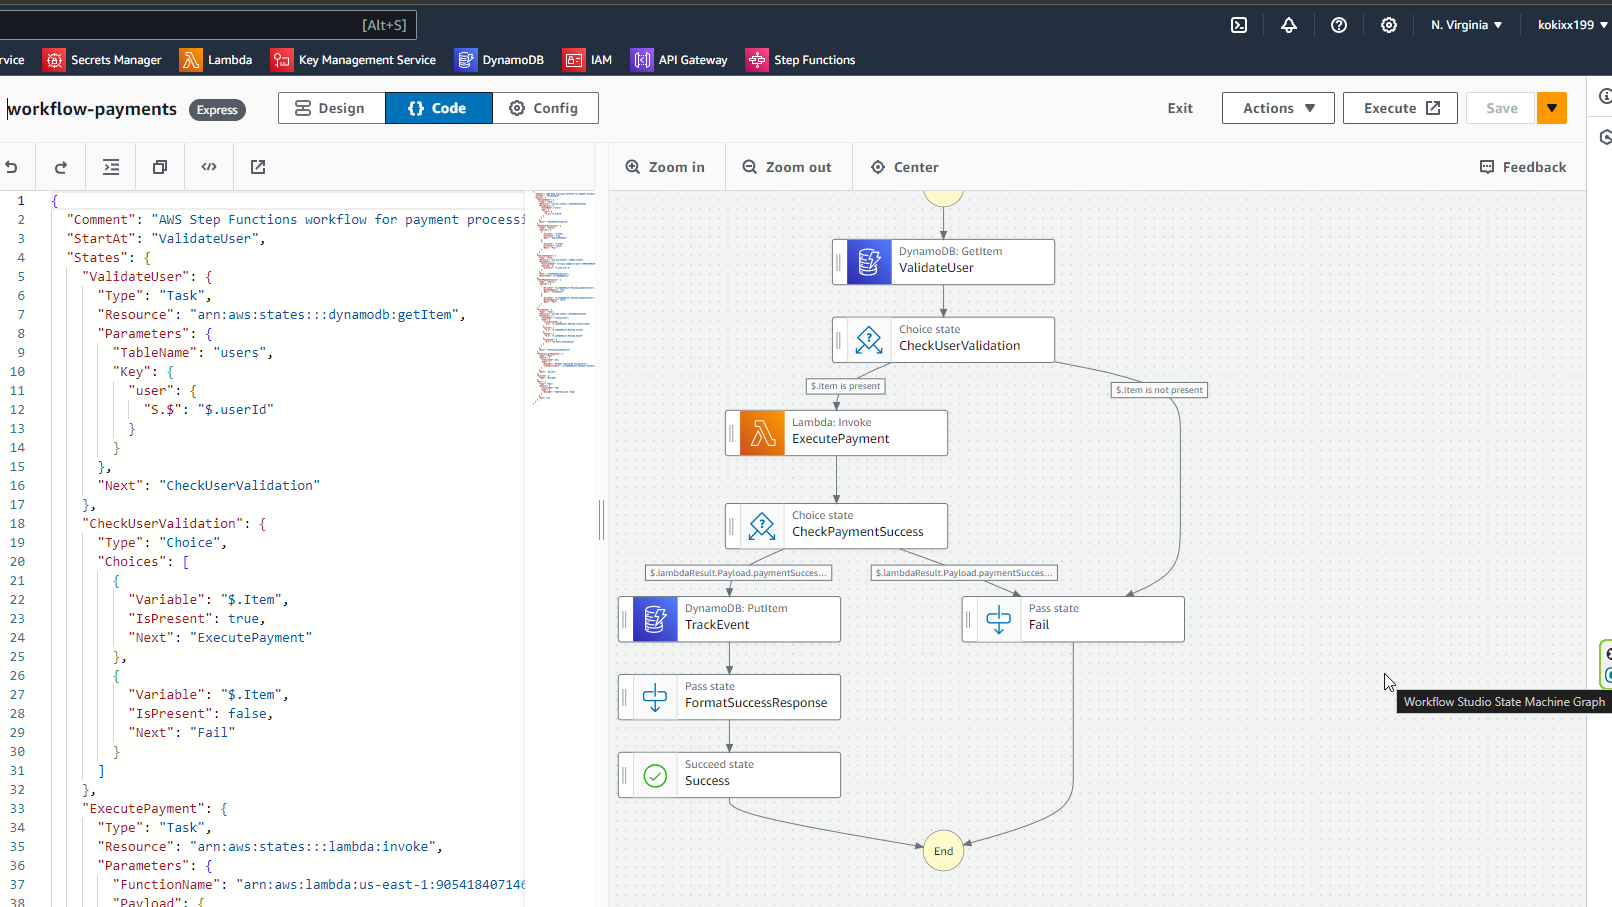 [Alt+S]
N. Virginia
kokixx199
rvice
Secrets Manager
Lambda
Key Management Service
DynamoDB
IAM
API Gateway
Step Functions
workflow-payments
Express
Design
{} Code
Config
Exit
Actions
Execute
Save
Zoom in
Zoom out
Center
Feedback
1 {
2 "Comment": "AWS Step Functions workflow for payment processi
3 "StartAt": "ValidateUser",
4 "States": {
5 "ValidateUser": {
6 "Type": "Task",
7 "Resource": "arn:aws:states:::dynamodb:getItem",
8 "Parameters": {
9 "TableName": "users",
10 "Key": {
11 "user": {
12 "S.$": "$.userId"
13 }
14 }
15 },
16 "Next": "CheckUserValidation"
17 },
18 "CheckUserValidation": {
19 "Type": "Choice",
20 "Choices": [
21 {
22 "Variable": "$.Item",
23 "IsPresent": true,
24 "Next": "ExecutePayment"
25 },
26 {
27 "Variable": "$.Item",
28 "IsPresent": false,
29 "Next": "Fail"
30 }
31 ]
32 },
33 "ExecutePayment": {
34 "Type": "Task",
35 "Resource": "arn:aws:states:::lambda:invoke",
36 "Parameters": {
37 "FunctionName": "arn:aws:lambda:us-east-1:905418407146
38 "Payload": {
DynamoDB: GetItem
ValidateUser
Choice state
CheckUserValidation
$.Item is present
$.Item is not present
Lambda: Invoke
ExecutePayment
Choice state
CheckPaymentSuccess
$.lambdaResult.Payload.paymentSucces...
$.lambdaResult.Payload.paymentSucces...
DynamoDB: PutItem
TrackEvent
Pass state
Fail
Pass state
FormatSuccessResponse
Succeed state
Success
End
Workflow Studio State Machine Graph